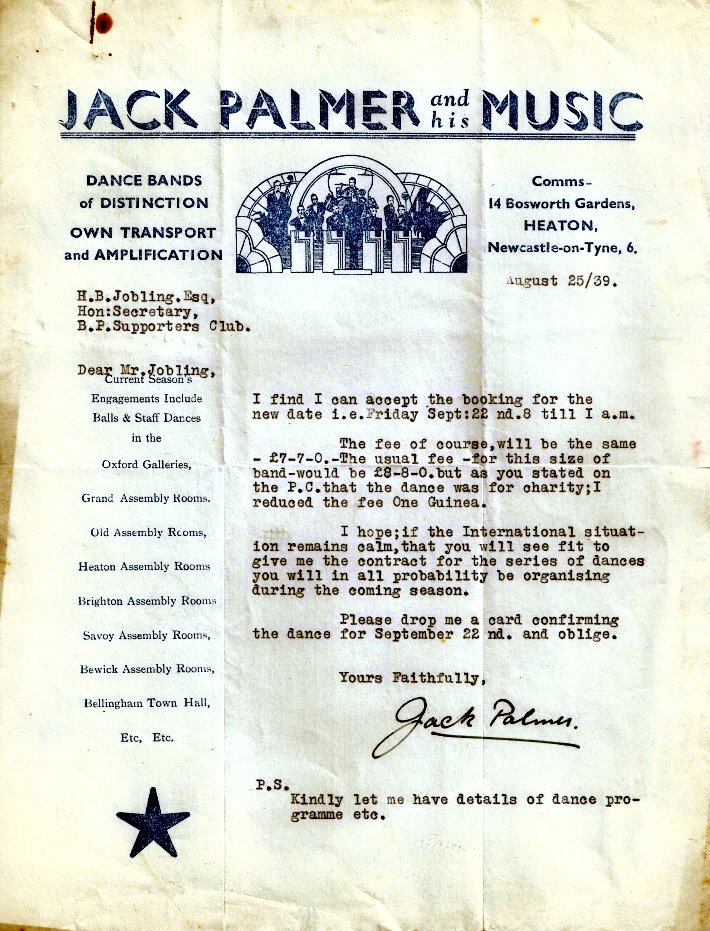 JACK PALMER and his MUSIC
DANCE BANDS
of DISTINCTION
OWN TRANSPORT
and AMPLIFICATION
Comms-
14 Bosworth Gardens,
HEATON,
Newcastle-on-Tyne, 6.
August 25/39.
H.B.Jobling.Esq,
Hon:Secretary,
B.P.Supporters Club.
Dear Mr.Jobling,
Current Season's
Engagements Include
Balls & Staff Dances
in the
Oxford Galleries,
Grand Assembly Rooms.
Old Assembly Rooms,
Heaton Assembly Rooms
Brighton Assembly Rooms
Savoy Assembly Rooms,
Bewick Assembly Rooms,
Bellingham Town Hall,
Etc, Etc.
I find I can accept the booking for the
new date i.e.Friday Sept:22 nd.8 till I a.m.
The fee of course,will be the same
- £7-7-0.-The usual fee -for this size of
band-would be £8-8-0.but as you stated on
the P.C.that the dance was for charity;I
reduced the fee One Guinea.
I hope;if the International situat-
ion remains calm,that you will see fit to
give me the contract for the series of dances
you will in all probability be organising
during the coming season.
Please drop me a card confirming
the dance for September 22 nd. and oblige.
Yours Faithfully,
Jack Palmer.
P.S.
Kindly let me have details of dance pro-
gramme etc.